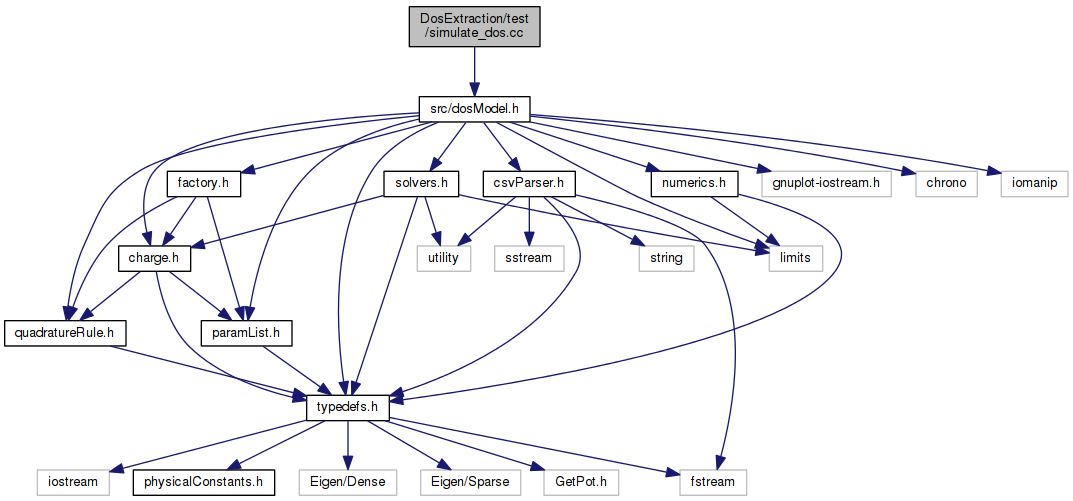 DosExtraction/test
/simulate_dos.cc
src/dosModel.h
factory.h
solvers.h
csvParser.h
numerics.h
gnuplot-iostream.h
chrono
iomanip
charge.h
utility
sstream
string
limits
quadratureRule.h
paramList.h
typedefs.h
iostream
physicalConstants.h
Eigen/Dense
Eigen/Sparse
GetPot.h
fstream